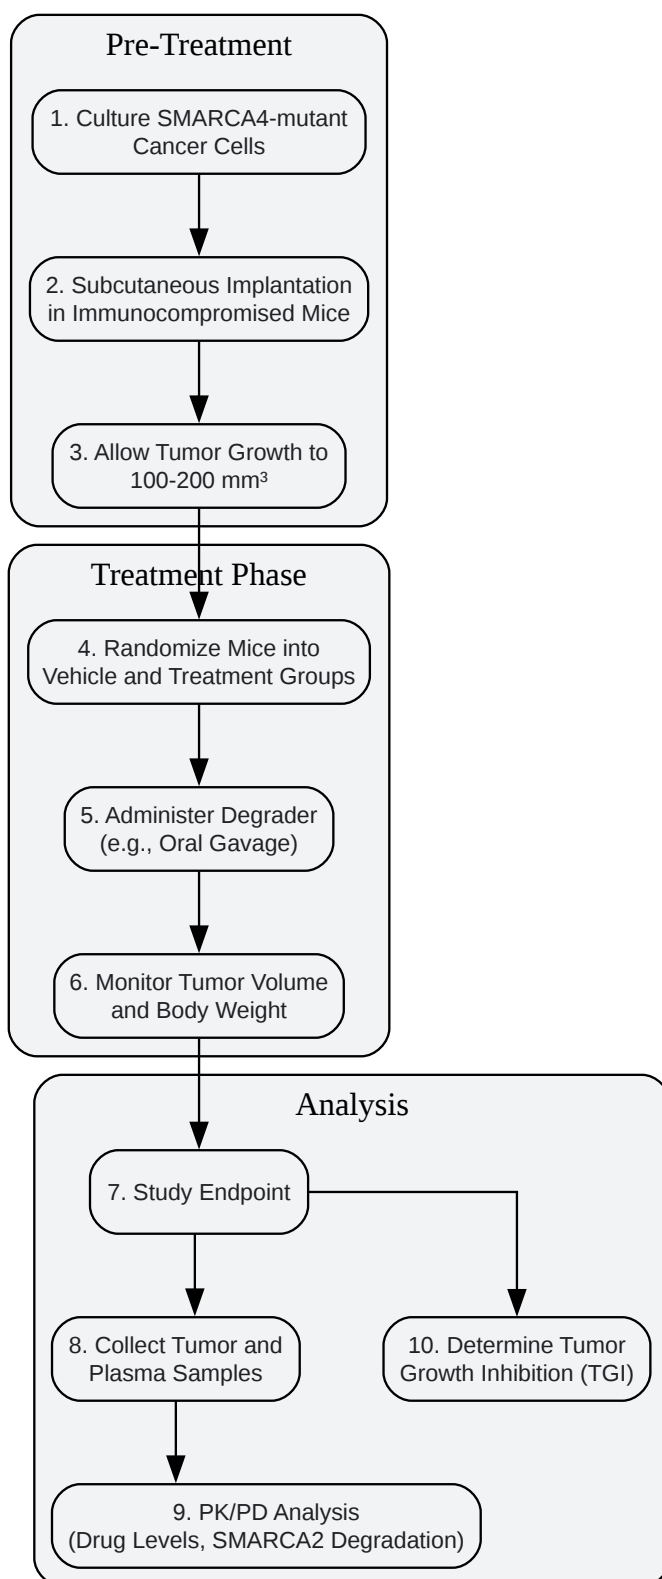 Pre-Treatment
1. Culture SMARCA4-mutant
Cancer Cells
2. Subcutaneous Implantation
in Immunocompromised Mice
3. Allow Tumor Growth to
100-200 mm³
Treatment Phase
4. Randomize Mice into
Vehicle and Treatment Groups
5. Administer Degrader
(e.g., Oral Gavage)
6. Monitor Tumor Volume
and Body Weight
Analysis
7. Study Endpoint
8. Collect Tumor and
Plasma Samples
10. Determine Tumor
Growth Inhibition (TGI)
9. PK/PD Analysis
(Drug Levels, SMARCA2 Degradation)